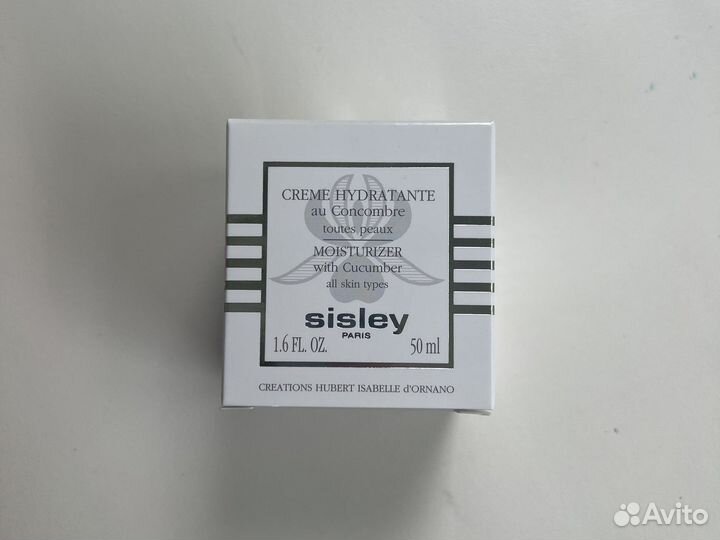 CREME HYDRATANTE
au Concombre
toutes peaux
MOISTURIZER
with Cucumber
all skin types
sisley
PARIS
1.6 FL. OZ. 50 ml
CREATIONS HUBERT ISABELLE d'ORNANO
Avito